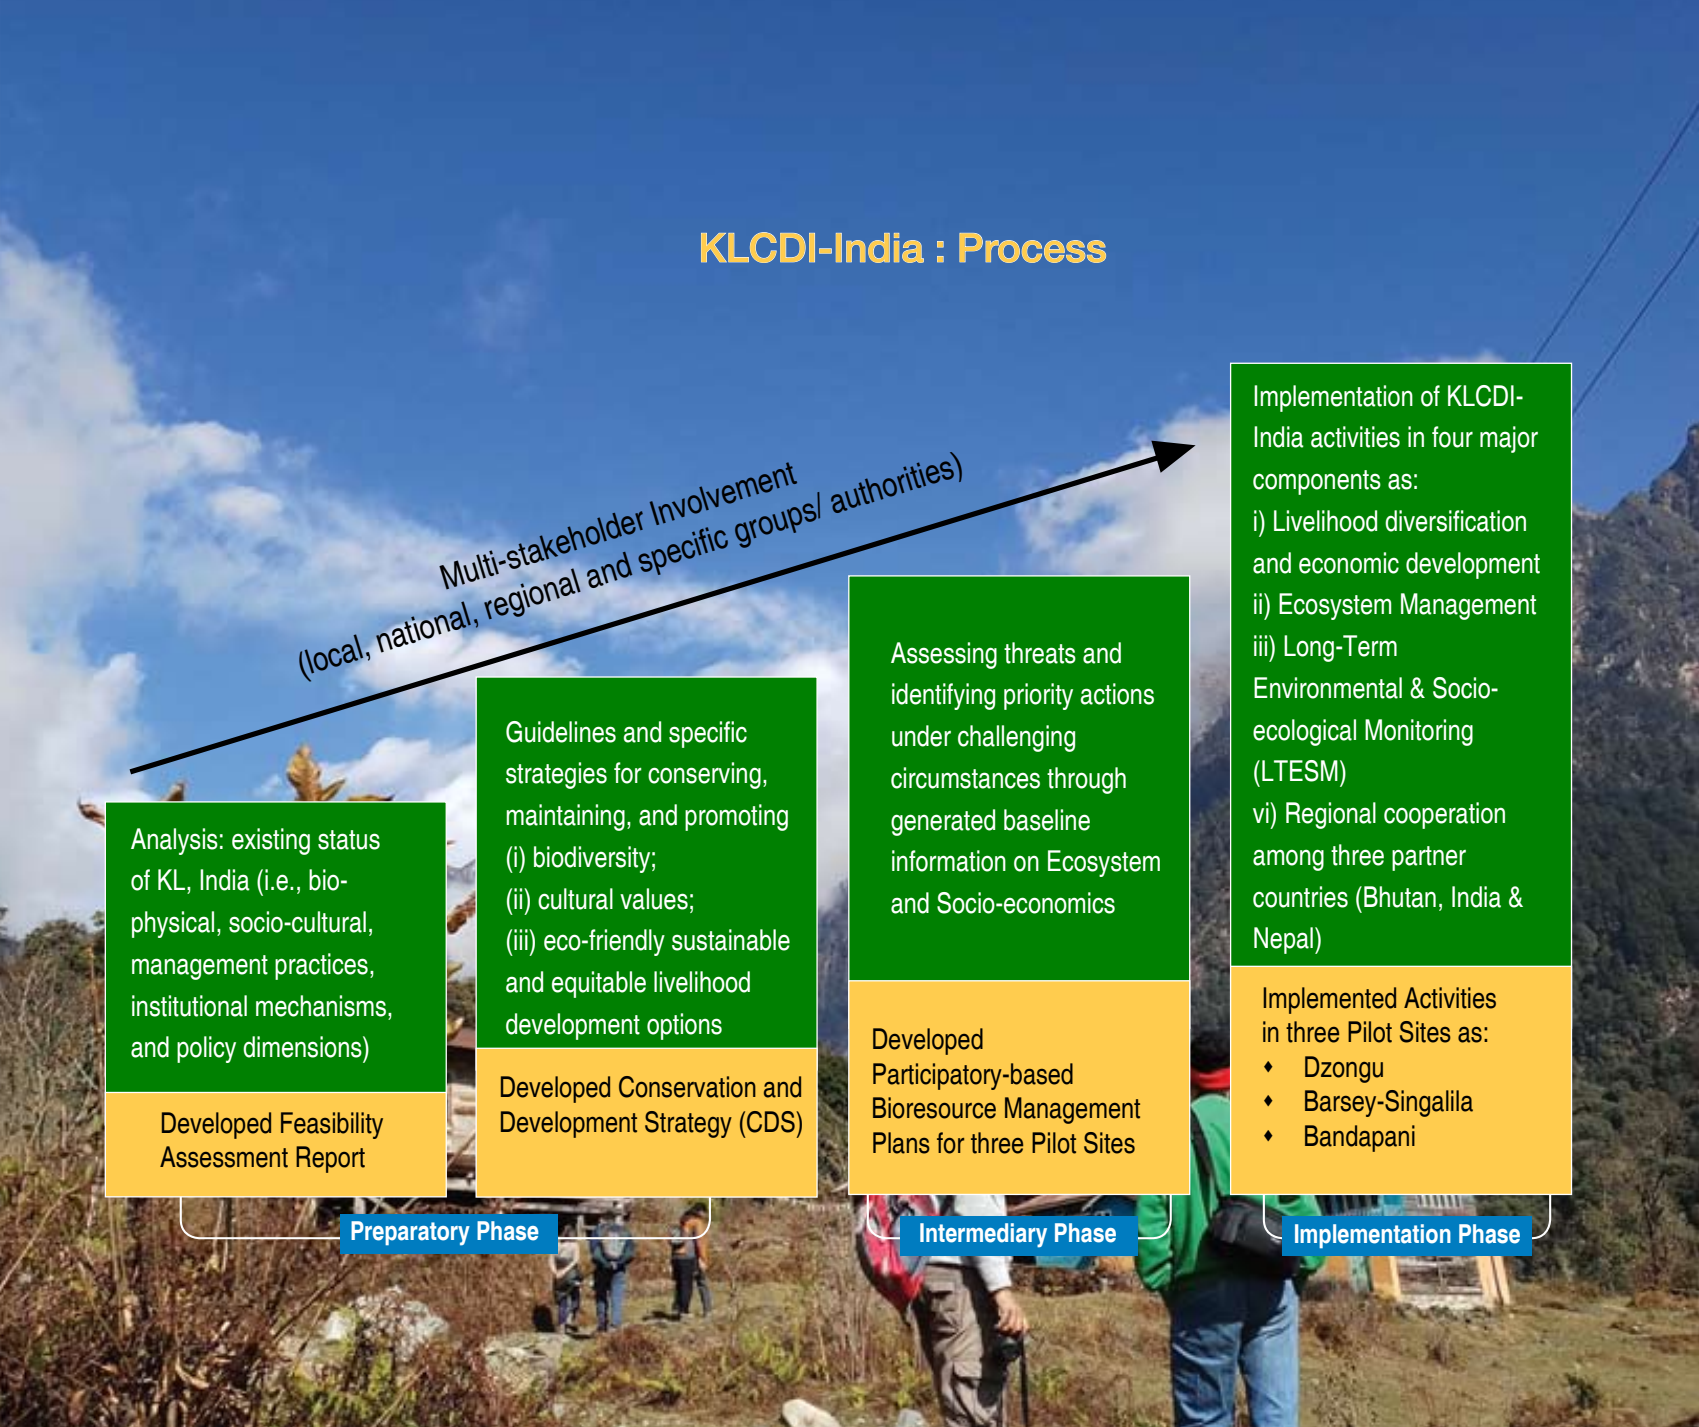 KLCDI-India : Process
Multi-stakeholder Involvement
(local, national, regional and specific groups/ authorities)
Analysis: existing status
of KL, India (i.e., bio-
physical, socio-cultural,
management practices,
institutional mechanisms,
and policy dimensions)
Developed Feasibility
Assessment Report
Guidelines and specific
strategies for conserving,
maintaining, and promoting
(i) biodiversity;
(ii) cultural values;
(iii) eco-friendly sustainable
and equitable livelihood
development options
Developed Conservation and
Development Strategy (CDS)
Preparatory Phase
Assessing threats and
identifying priority actions
under challenging
circumstances through
generated baseline
information on Ecosystem
and Socio-economics
Developed
Participatory-based
Bioresource Management
Plans for three Pilot Sites
Intermediary Phase
Implementation of KLCDI-
India activities in four major
components as:
i) Livelihood diversification
and economic development
ii) Ecosystem Management
iii) Long-Term
Environmental & Socio-
ecological Monitoring
(LTESM)
vi) Regional cooperation
among three partner
countries (Bhutan, India &
Nepal)
Implemented Activities
in three Pilot Sites as:
♦ Dzongu
♦ Barsey-Singalila
♦ Bandapani
Implementation Phase